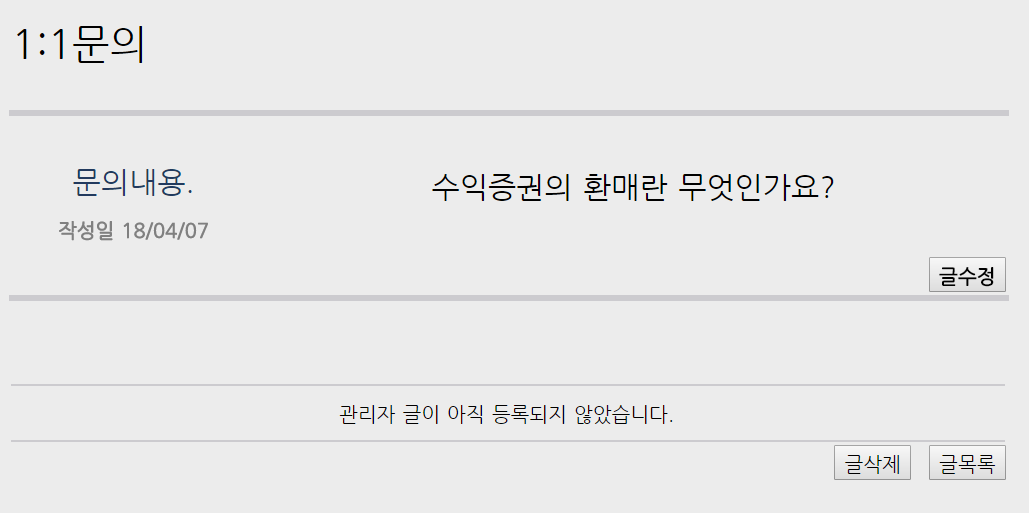 1:1문의
문의내용.
수익증권의 환매란 무엇인가요?
작성일 18/04/07
글수정
관리자 글이 아직 등록되지 않았습니다.
글삭제
글목록